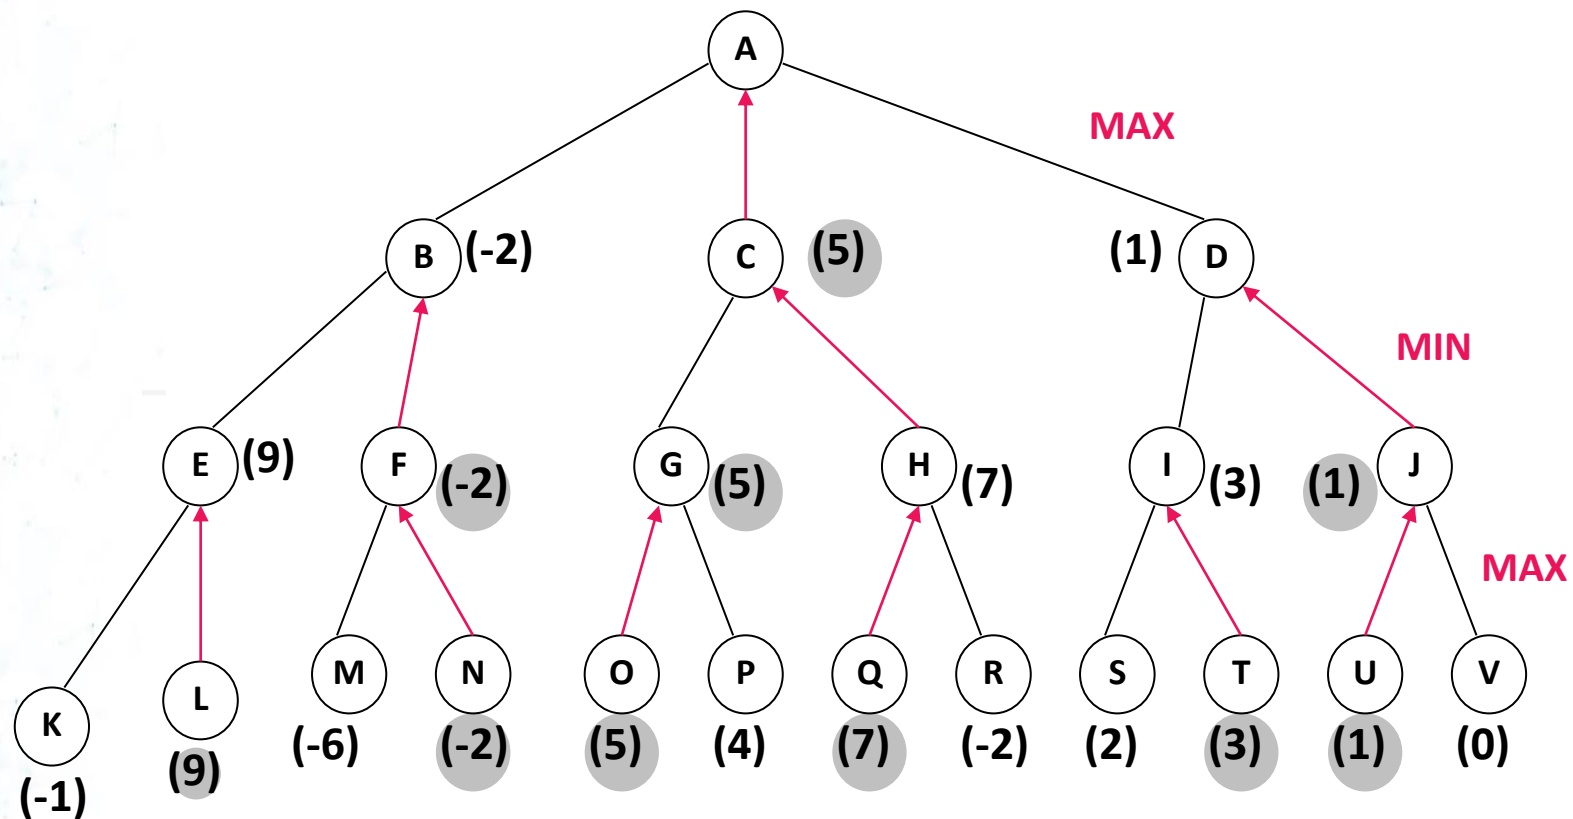 A
MAX
B (-2) C (5) (1) D
MIN
E (9) F (-2) G (5) H (7) I (3) (1) J
MAX
K L M N O P Q R S T U V
(-1) (9) (-6) (-2) (5) (4) (7) (-2) (2) (3) (1) (0)